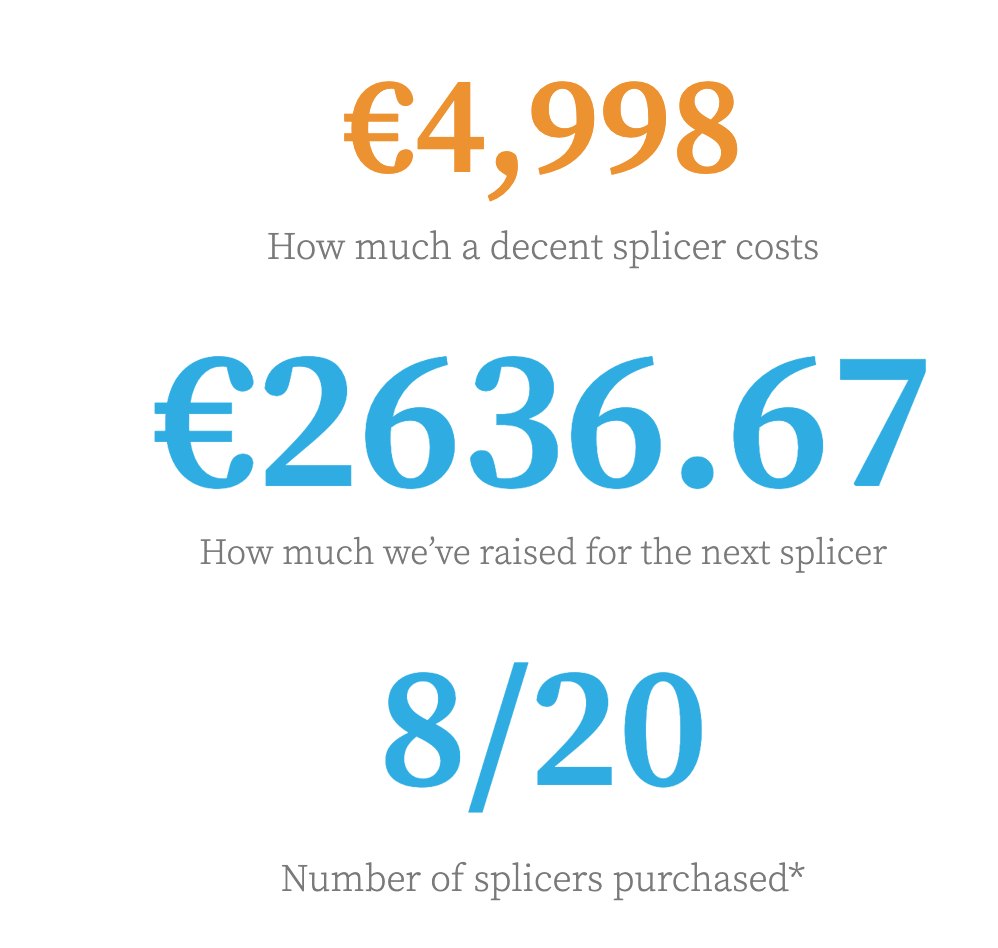 €4,998
How much a decent splicer costs
€2636.67
How much we’ve raised for the next splicer
8/20
Number of splicers purchased*